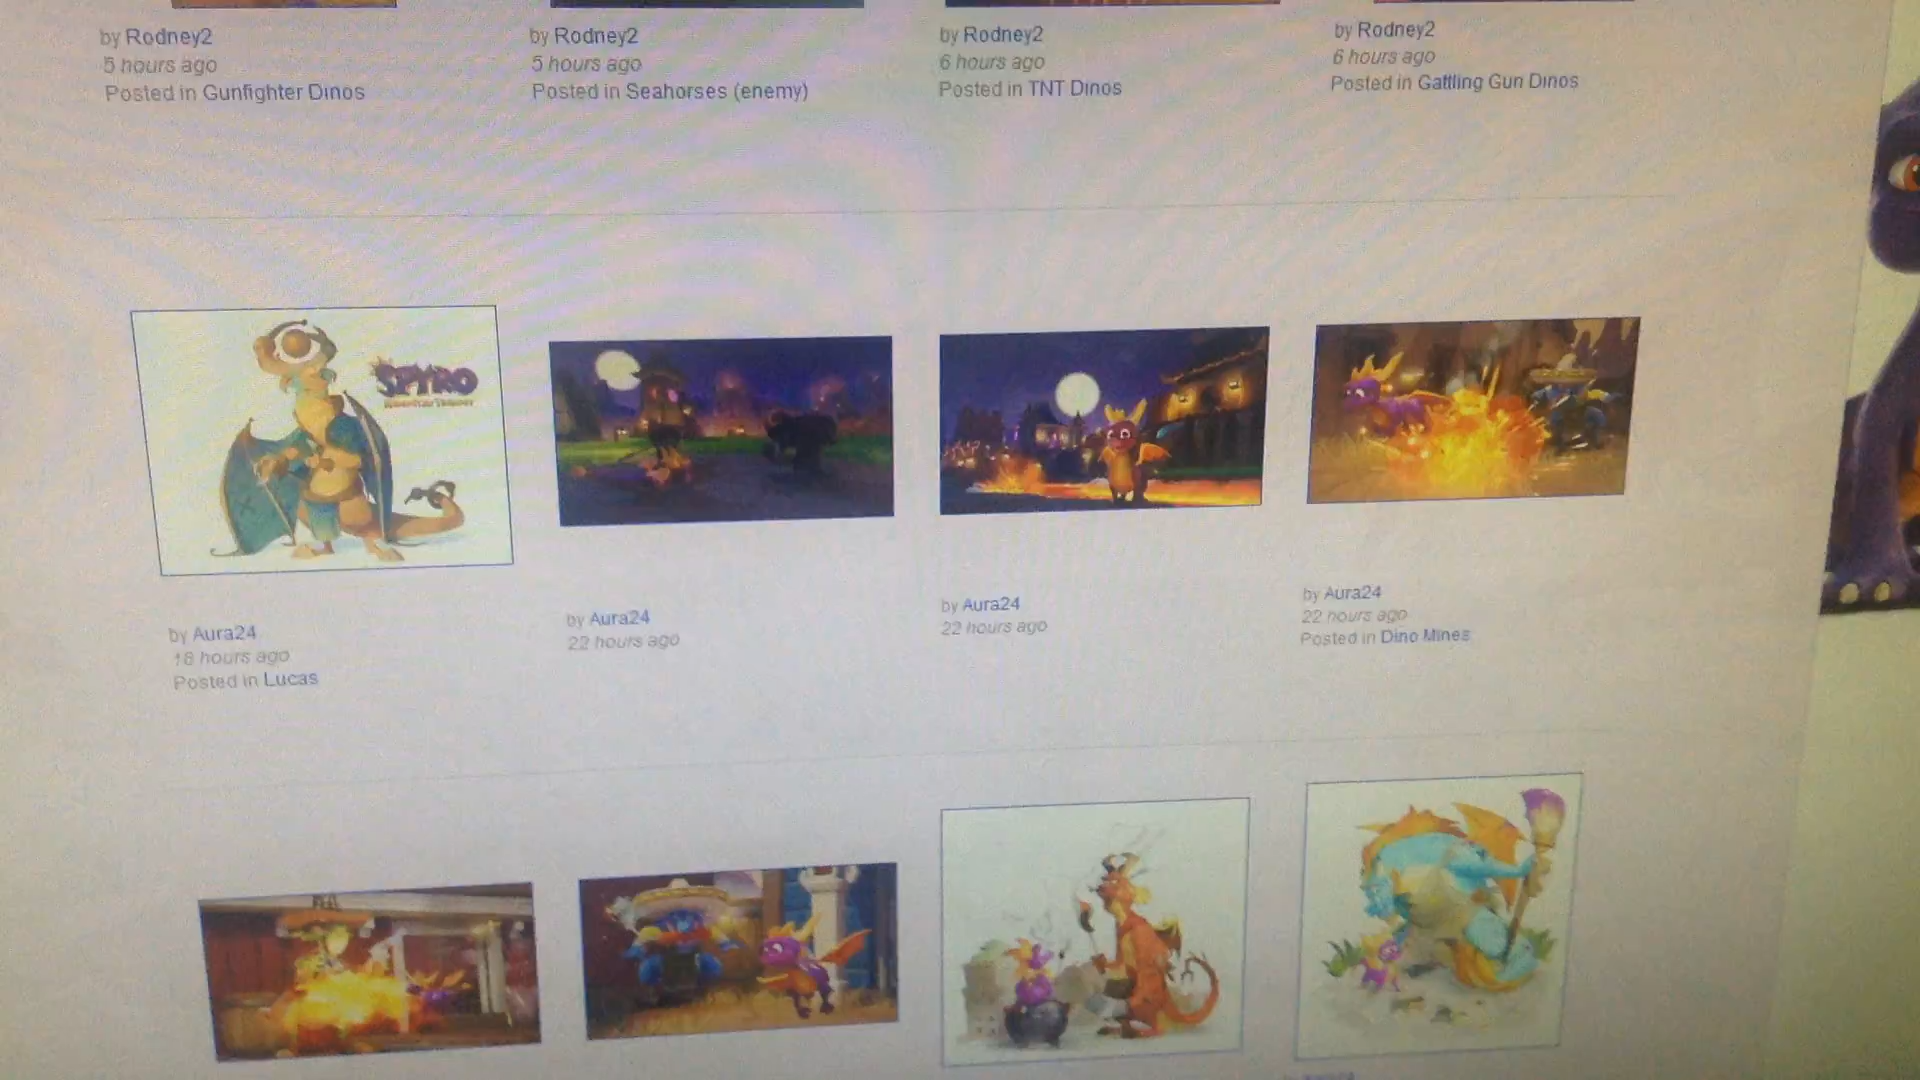 by Rodney2
5 hours ago
Posted in Gunfighter Dinos
by Rodney2
5 hours ago
Posted in Seahorses (enemy)
by Rodney2
6 hours ago
Posted in TNT Dinos
by Rodney2
6 hours ago
Posted in Gattling Gun Dinos
SPYRO
by Aura24
18 hours ago
Posted in Lucas
by Aura24
22 hours ago
by Aura24
22 hours ago
by Aura24
22 hours ago
Posted in Dino Mines